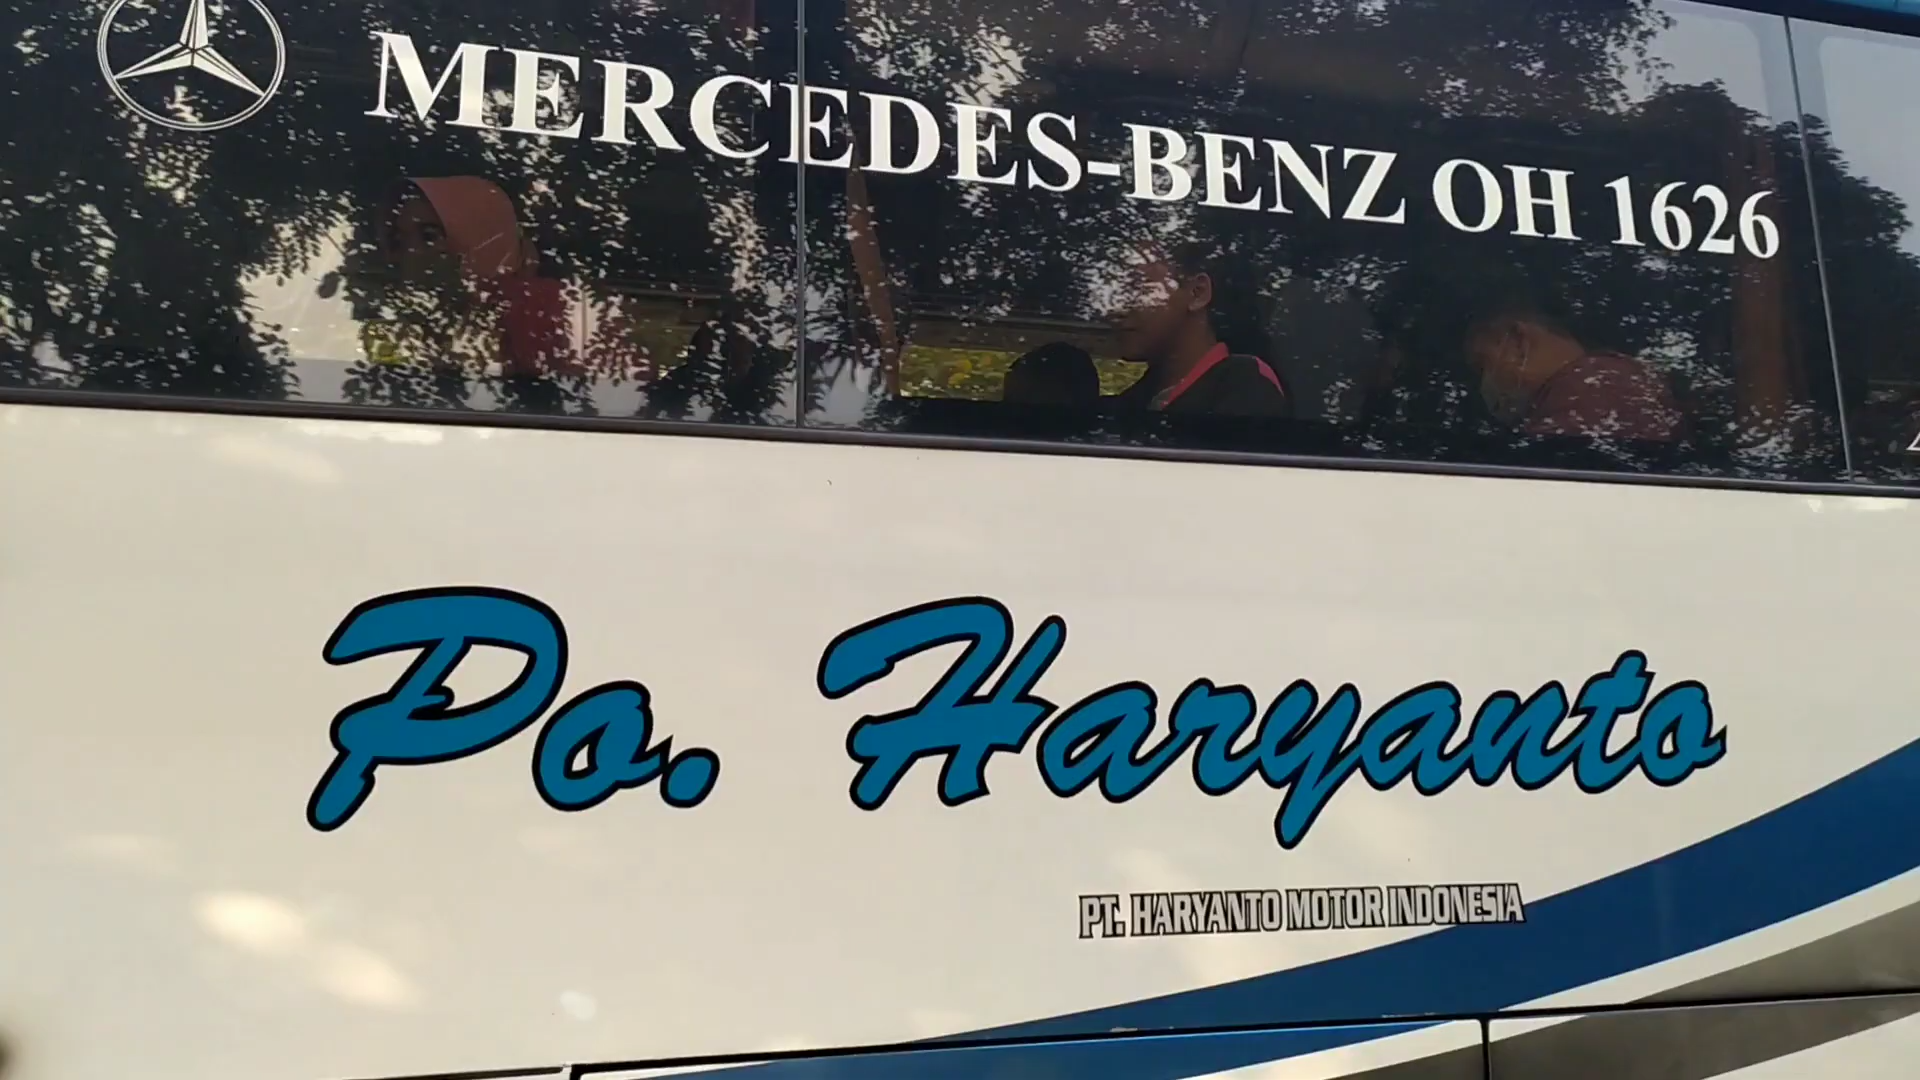 MERCEDES-BENZ OH 1626
Po. Haryanto
PT. HARYANTO MOTOR INDONESIA